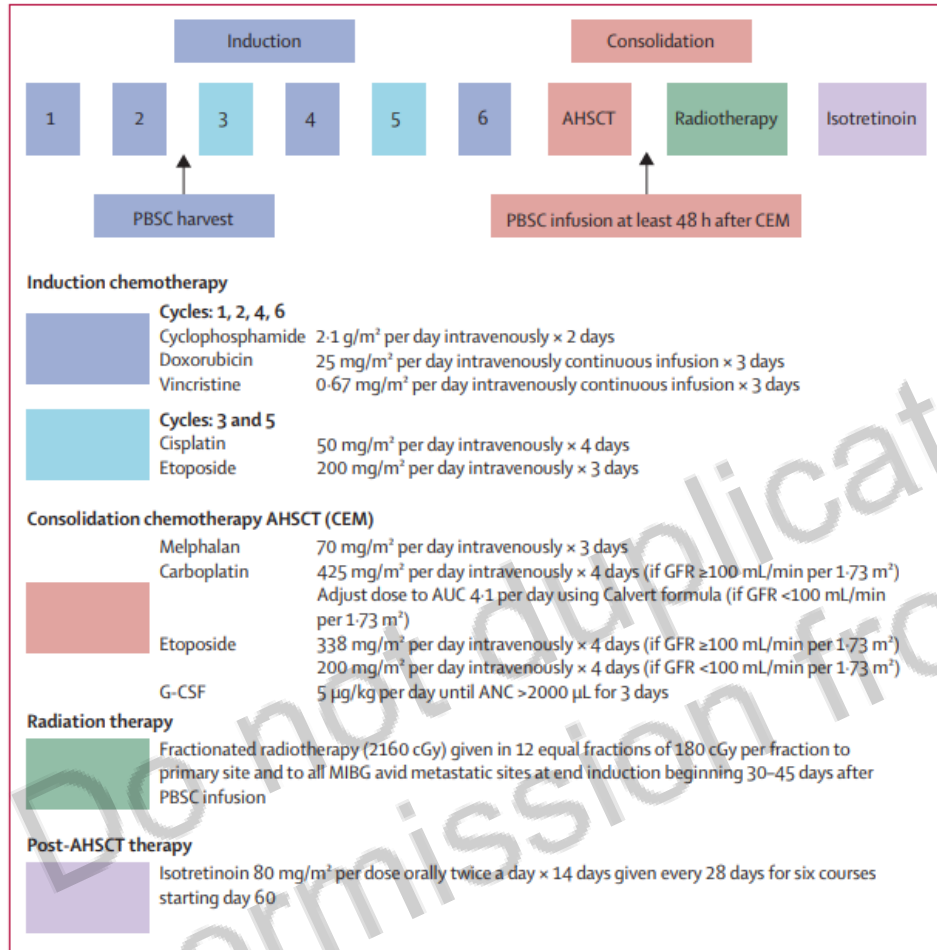 Induction
Consolidation
1 2 3 4 5 6 AHSCT Radiotherapy Isotretinoin
PBSC harvest
PBSC infusion at least 48 h after CEM
Induction chemotherapy
Cycles: 1, 2, 4, 6
Cyclophosphamide 2·1 g/m² per day intravenously × 2 days
Doxorubicin 25 mg/m² per day intravenously continuous infusion × 3 days
Vincristine 0·67 mg/m² per day intravenously continuous infusion × 3 days
Cycles: 3 and 5
Cisplatin 50 mg/m² per day intravenously × 4 days
Etoposide 200 mg/m² per day intravenously × 3 days
Consolidation chemotherapy AHSCT (CEM)
Melphalan 70 mg/m² per day intravenously × 3 days
Carboplatin 425 mg/m² per day intravenously × 4 days (if GFR ≥100 mL/min per 1·73 m²)
Adjust dose to AUC 4·1 per day using Calvert formula (if GFR <100 mL/min
per 1·73 m²)
Etoposide 338 mg/m² per day intravenously × 4 days (if GFR ≥100 mL/min per 1·73 m²)
200 mg/m² per day intravenously × 4 days (if GFR <100 mL/min per 1·73 m²)
G-CSF 5 µg/kg per day until ANC >2000 µL for 3 days
Radiation therapy
Fractionated radiotherapy (2160 cGy) given in 12 equal fractions of 180 cGy per fraction to
primary site and to all MIBG avid metastatic sites at end induction beginning 30–45 days after
PBSC infusion
Post-AHSCT therapy
Isotretinoin 80 mg/m² per dose orally twice a day × 14 days given every 28 days for six courses
starting day 60
Do not duplicat
ermission fro